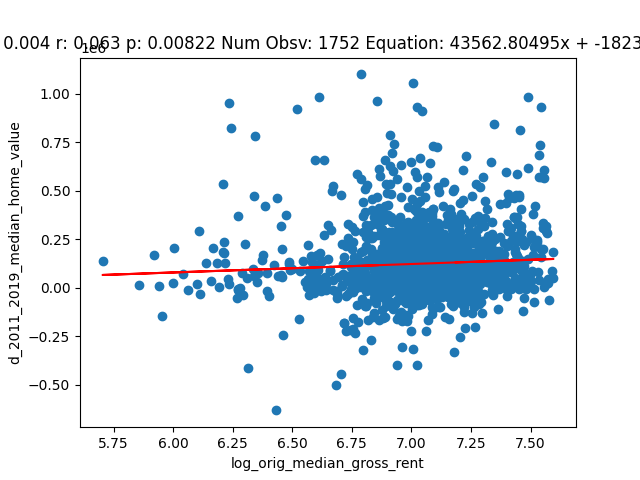 0.004 r: 0.063 p: 0.00822 Num Obsv: 1752 Equation: 43562.80495x + -1823
1e6
1.00
0.75
0.50
0.25
0.00
−0.25
−0.50
d_2011_2019_median_home_value
5.75 6.00 6.25 6.50 6.75 7.00 7.25 7.50
log_orig_median_gross_rent